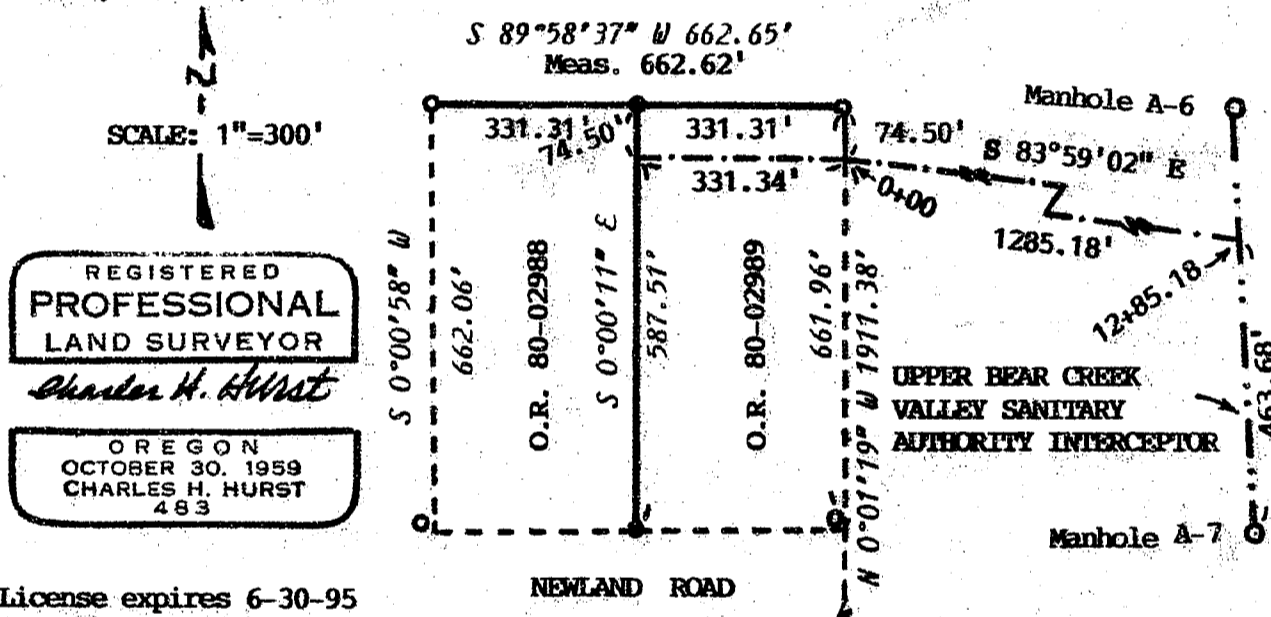 S 89°58'37" W 662.65'
Meas. 662.62'
Z
SCALE: 1"=300'
331.31'
331.31'
74.50'
74.50'
331.34'
0+00
Manhole A-6
S 83°59'02" E
1285.18'
12+85.18
S 0°00'58" W
662.06'
O.R. 80-02988
S 0°00'11" E
587.51'
O.R. 80-02989
661.96'
N 0°01'19" W 1911.38'
463.68'
UPPER BEAR CREEK
VALLEY SANITARY
AUTHORITY INTERCEPTOR
Manhole A-7
NEWLAND ROAD
REGISTERED
PROFESSIONAL
LAND SURVEYOR
Charles H. Hurst
OREGON
OCTOBER 30. 1959
CHARLES H. HURST
483
License expires 6-30-95